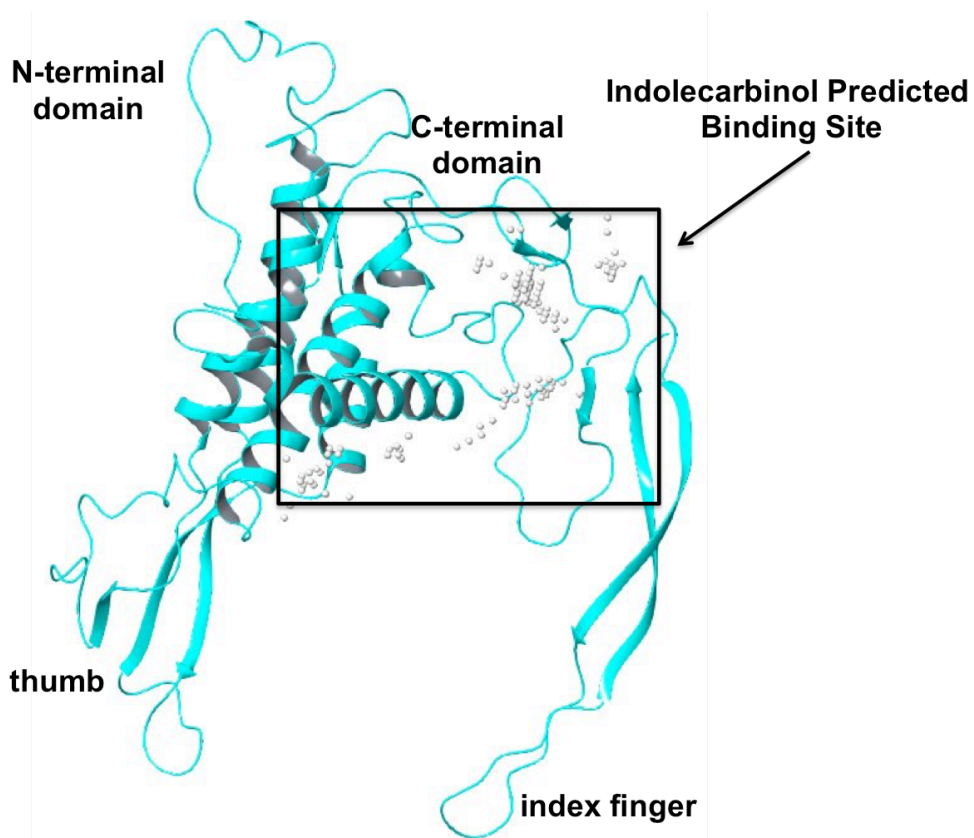 N-terminal
domain
C-terminal
domain
Indolecarbinol Predicted
Binding Site
thumb
index finger